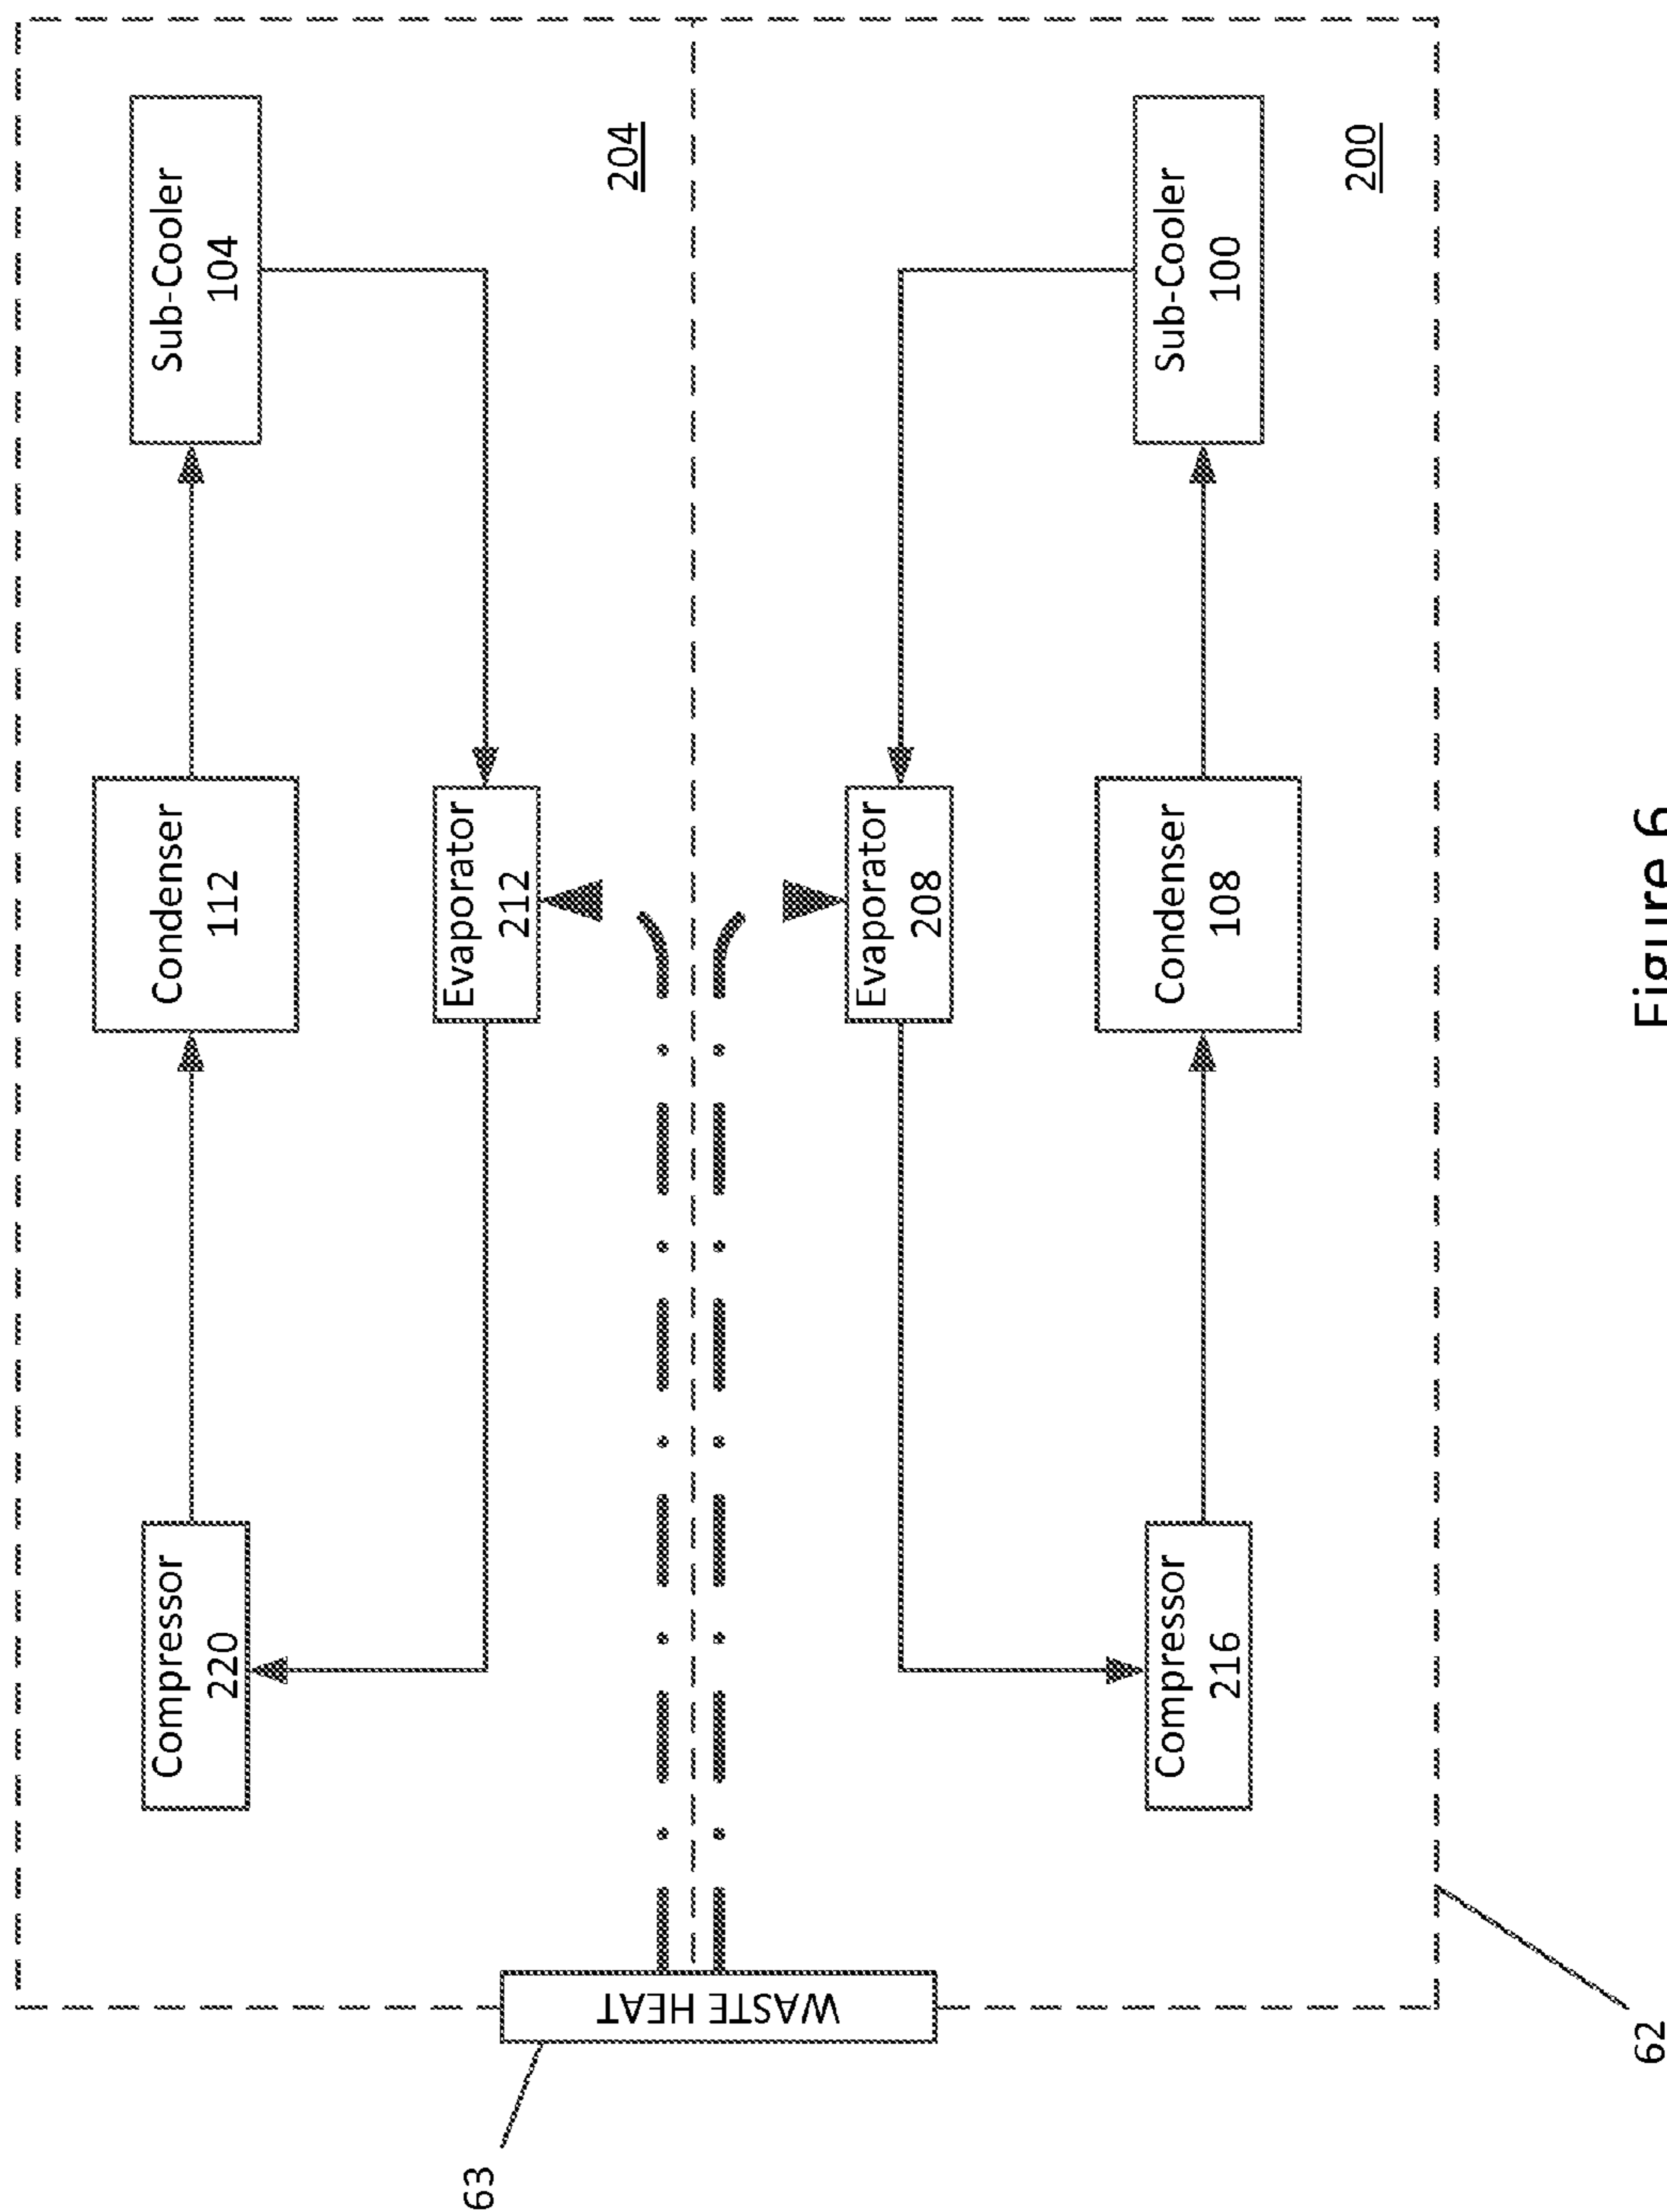 Compressor
220
Condenser
112
Sub-Cooler
104
Evaporator
212
204
WASTE HEAT
63
Evaporator
208
Compressor
216
Condenser
108
Sub-Cooler
100
200
62
Figure 6